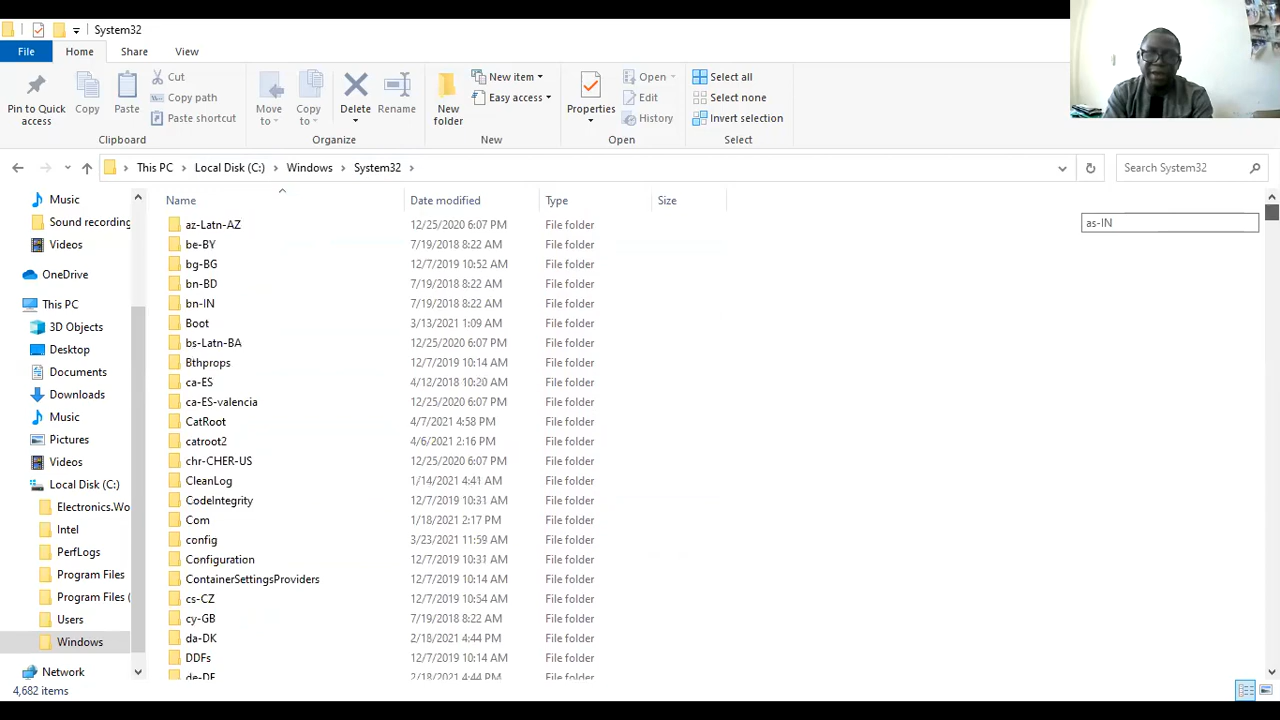 System32
File Home Share View
Pin to Quick access
Copy
Paste
Cut
Copy path
Paste shortcut
Clipboard
Move to
Copy to
Delete
Rename
Organize
New folder
New item
Easy access
New
Properties
Open
Edit
History
Open
Select all
Select none
Invert selection
Select
This PC Local Disk (C:) Windows System32
Search System32
Music
Sound recording
Videos
OneDrive
This PC
3D Objects
Desktop
Documents
Downloads
Music
Pictures
Videos
Local Disk (C:)
Electronics.Wo
Intel
PerfLogs
Program Files
Program Files (
Users
Windows
Network
Name Date modified Type Size
az-Latn-AZ 12/25/2020 6:07 PM File folder
be-BY 7/19/2018 8:22 AM File folder
bg-BG 12/7/2019 10:52 AM File folder
bn-BD 7/19/2018 8:22 AM File folder
bn-IN 7/19/2018 8:22 AM File folder
Boot 3/13/2021 1:09 AM File folder
bs-Latn-BA 12/25/2020 6:07 PM File folder
Bthprops 12/7/2019 10:14 AM File folder
ca-ES 4/12/2018 10:20 AM File folder
ca-ES-valencia 12/25/2020 6:07 PM File folder
CatRoot 4/7/2021 4:58 PM File folder
catroot2 4/6/2021 2:16 PM File folder
chr-CHER-US 12/25/2020 6:07 PM File folder
CleanLog 1/14/2021 4:41 AM File folder
CodeIntegrity 12/7/2019 10:31 AM File folder
Com 1/18/2021 2:17 PM File folder
config 3/23/2021 11:59 AM File folder
Configuration 12/7/2019 10:31 AM File folder
ContainerSettingsProviders 12/7/2019 10:14 AM File folder
cs-CZ 12/7/2019 10:54 AM File folder
cy-GB 7/19/2018 8:22 AM File folder
da-DK 2/18/2021 4:44 PM File folder
DDFs 12/7/2019 10:14 AM File folder
de-DE 2/18/2021 4:44 PM File folder
as-IN
4,682 items